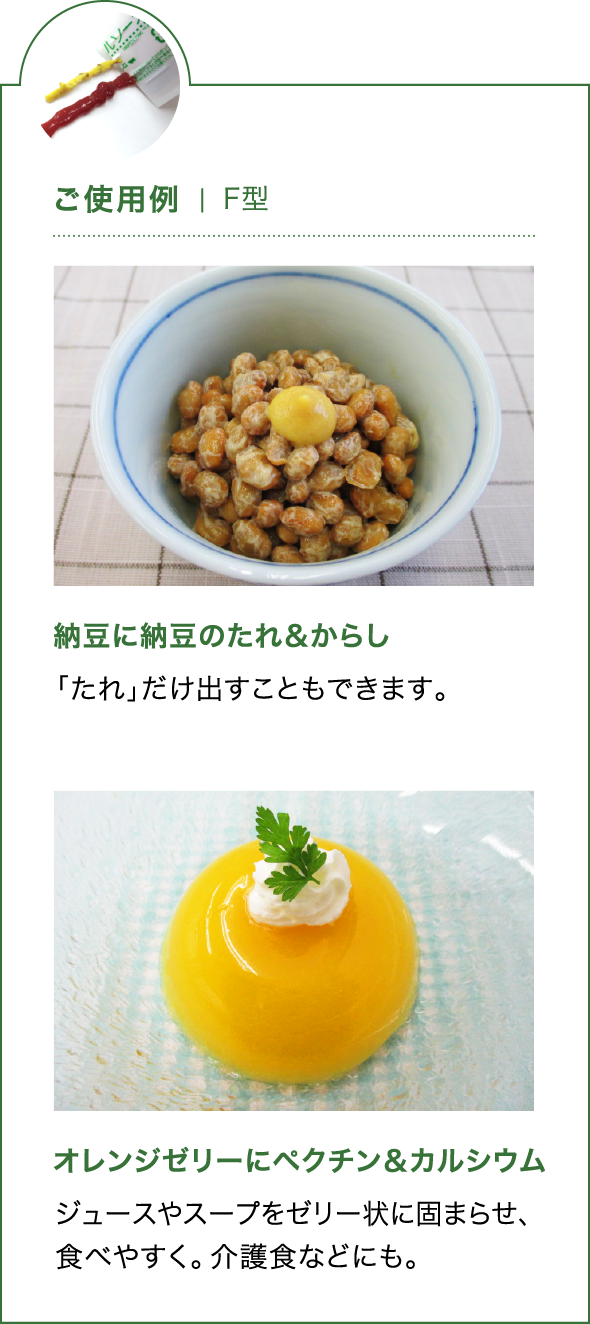 ルソー
ご使用例 | F型
納豆に納豆のたれ&からし
「たれ」だけ出すこともできます。
オレンジゼリーにペクチン&カルシウム
ジュースやスープをゼリー状に固まらせ、
食べやすく。介護食などにも。